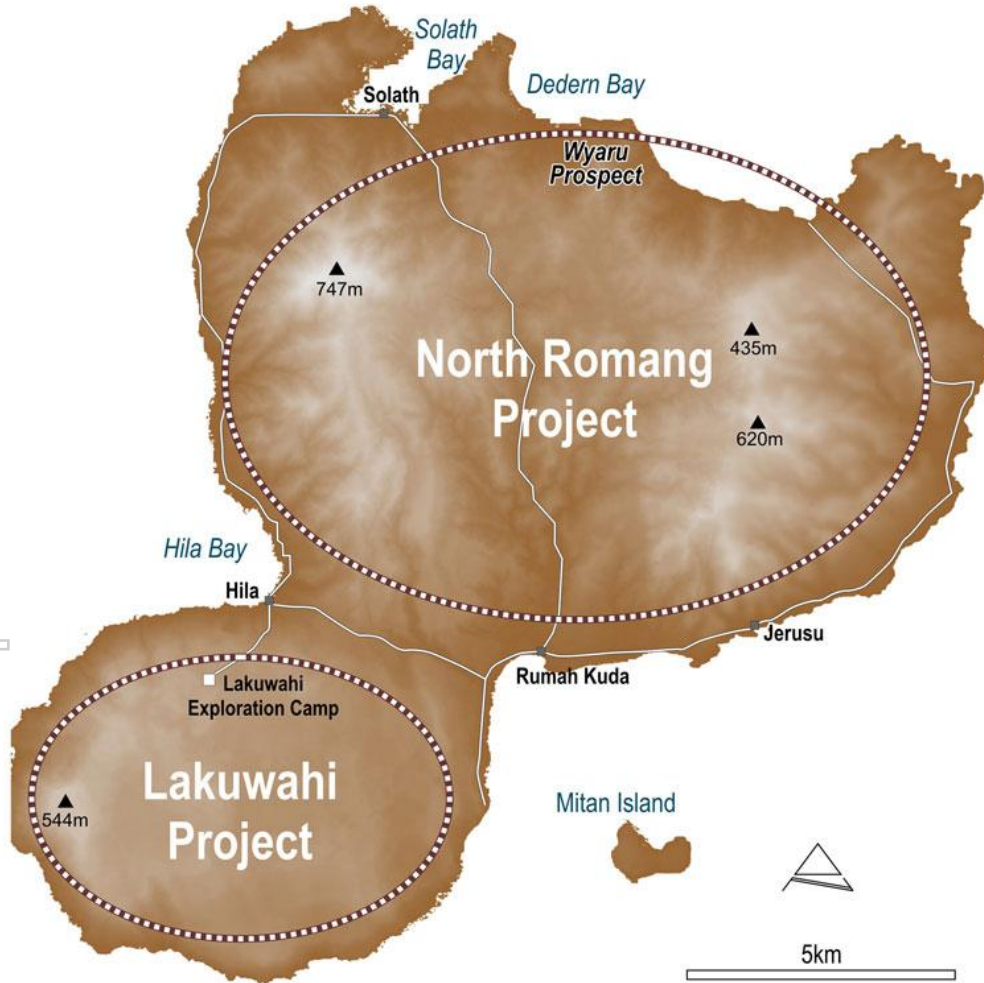 Solath
Bay
Dedern Bay
Solath
Wyaru
Prospect
747m
435m
North Romang
Project
620m
Hila Bay
Hila
Jerusu
Rumah Kuda
Lakuwahi
Exploration Camp
Lakuwahi
Project
544m
Mitan Island
5km